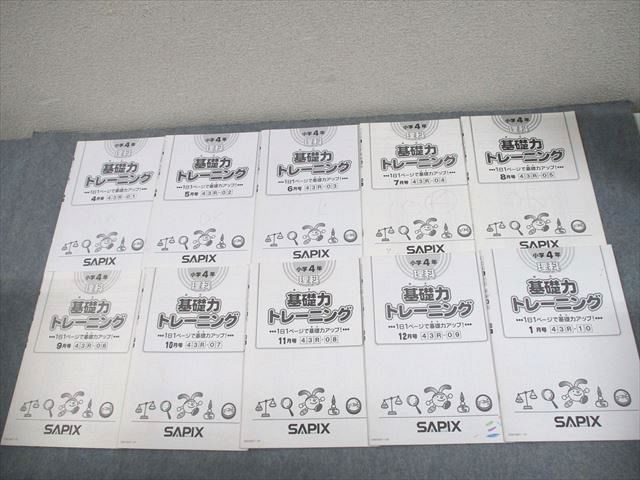 小学4年
理科
基礎力
トレーニング
•••1日1ページで基礎力アップ!•••
4月号 43R-01
SAPIX
小学4年
理科
基礎力
トレーニング
•••1日1ページで基礎力アップ!•••
5月号 43R-02
SAPIX
小学4年
理科
基礎力
トレーニング
•••1日1ページで基礎力アップ!•••
6月号 43R-03
SAPIX
小学4年
理科
基礎力
トレーニング
•••1日1ページで基礎力アップ!•••
7月号 43R-04
SAPIX
小学4年
理科
基礎力
トレーニング
•••1日1ページで基礎力アップ!•••
8月号 43R-05
SAPIX
小学4年
理科
基礎力
トレーニング
•••1日1ページで基礎力アップ!•••
9月号 43R-06
SAPIX
小学4年
理科
基礎力
トレーニング
•••1日1ページで基礎力アップ!•••
10月号 43R-07
SAPIX
小学4年
理科
基礎力
トレーニング
•••1日1ページで基礎力アップ!•••
11月号 43R-08
SAPIX
小学4年
理科
基礎力
トレーニング
•••1日1ページで基礎力アップ!•••
12月号 43R-09
SAPIX
小学4年
理科
基礎力
トレーニング
•••1日1ページで基礎力アップ!•••
1月号 43R-10
SAPIX